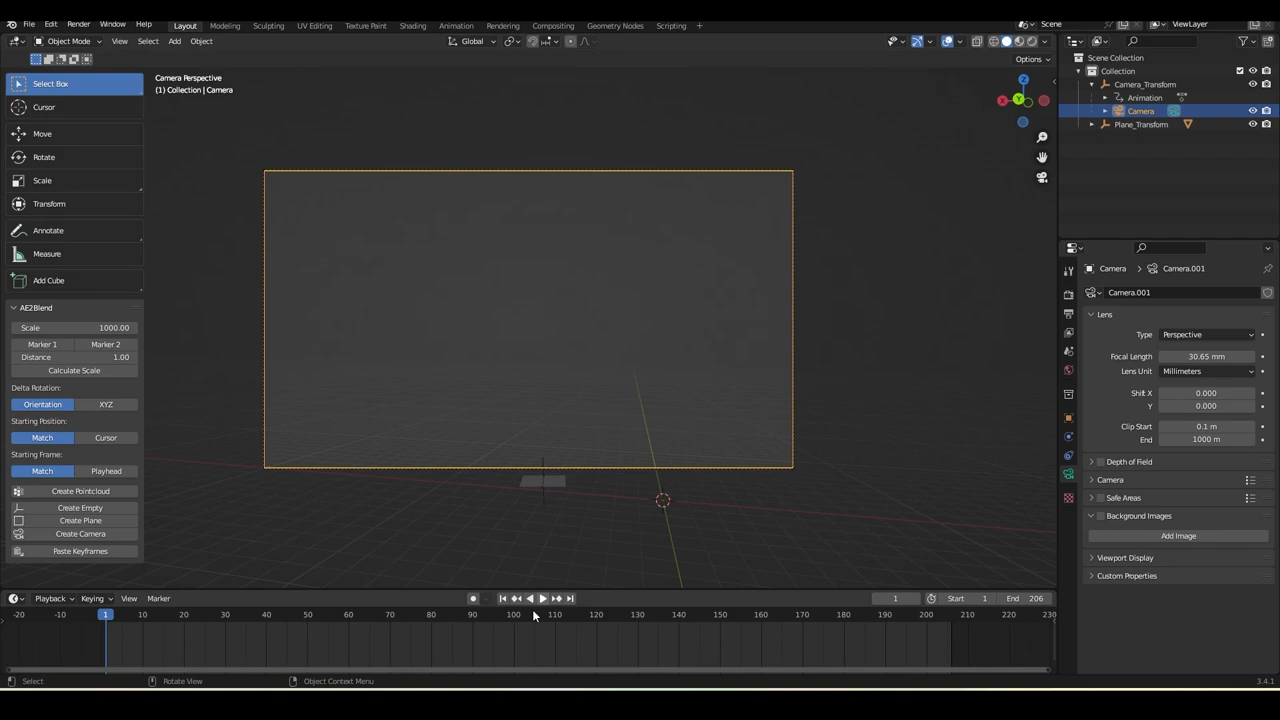 File Edit Render Window Help Layout Modeling Sculpting UV Editing Texture Paint Shading Animation Rendering Compositing Geometry Nodes Scripting + Scene ViewLayer
Object Mode View Select Add Object Global
Options
Select Box
Cursor
Move
Rotate
Scale
Transform
Annotate
Measure
Add Cube
AE2Blend
Scale 1000.00
Marker 1 Marker 2
Distance 1.00
Calculate Scale
Delta Rotation:
Orientation XYZ
Starting Position:
Match Cursor
Starting Frame:
Match Playhead
Create Pointcloud
Create Empty
Create Plane
Create Camera
Paste Keyframes
Camera Perspective
(1) Collection | Camera
Z
X
Y
Scene Collection
Collection
Camera_Transform
Animation
Camera
Plane_Transform
Camera > Camera.001
Camera.001
Lens
Type Perspective
Focal Length 30.65 mm
Lens Unit Millimeters
Shift X 0.000
Y 0.000
Clip Start 0.1 m
End 1000 m
Depth of Field
Camera
Safe Areas
Background Images
Add Image
Viewport Display
Custom Properties
Playback Keying View Marker 1 Start 1 End 206
-20 -10 1 10 20 30 40 50 60 70 80 90 100 110 120 130 140 150 160 170 180 190 200 210 220 230
Select Rotate View Object Context Menu 3.4.1